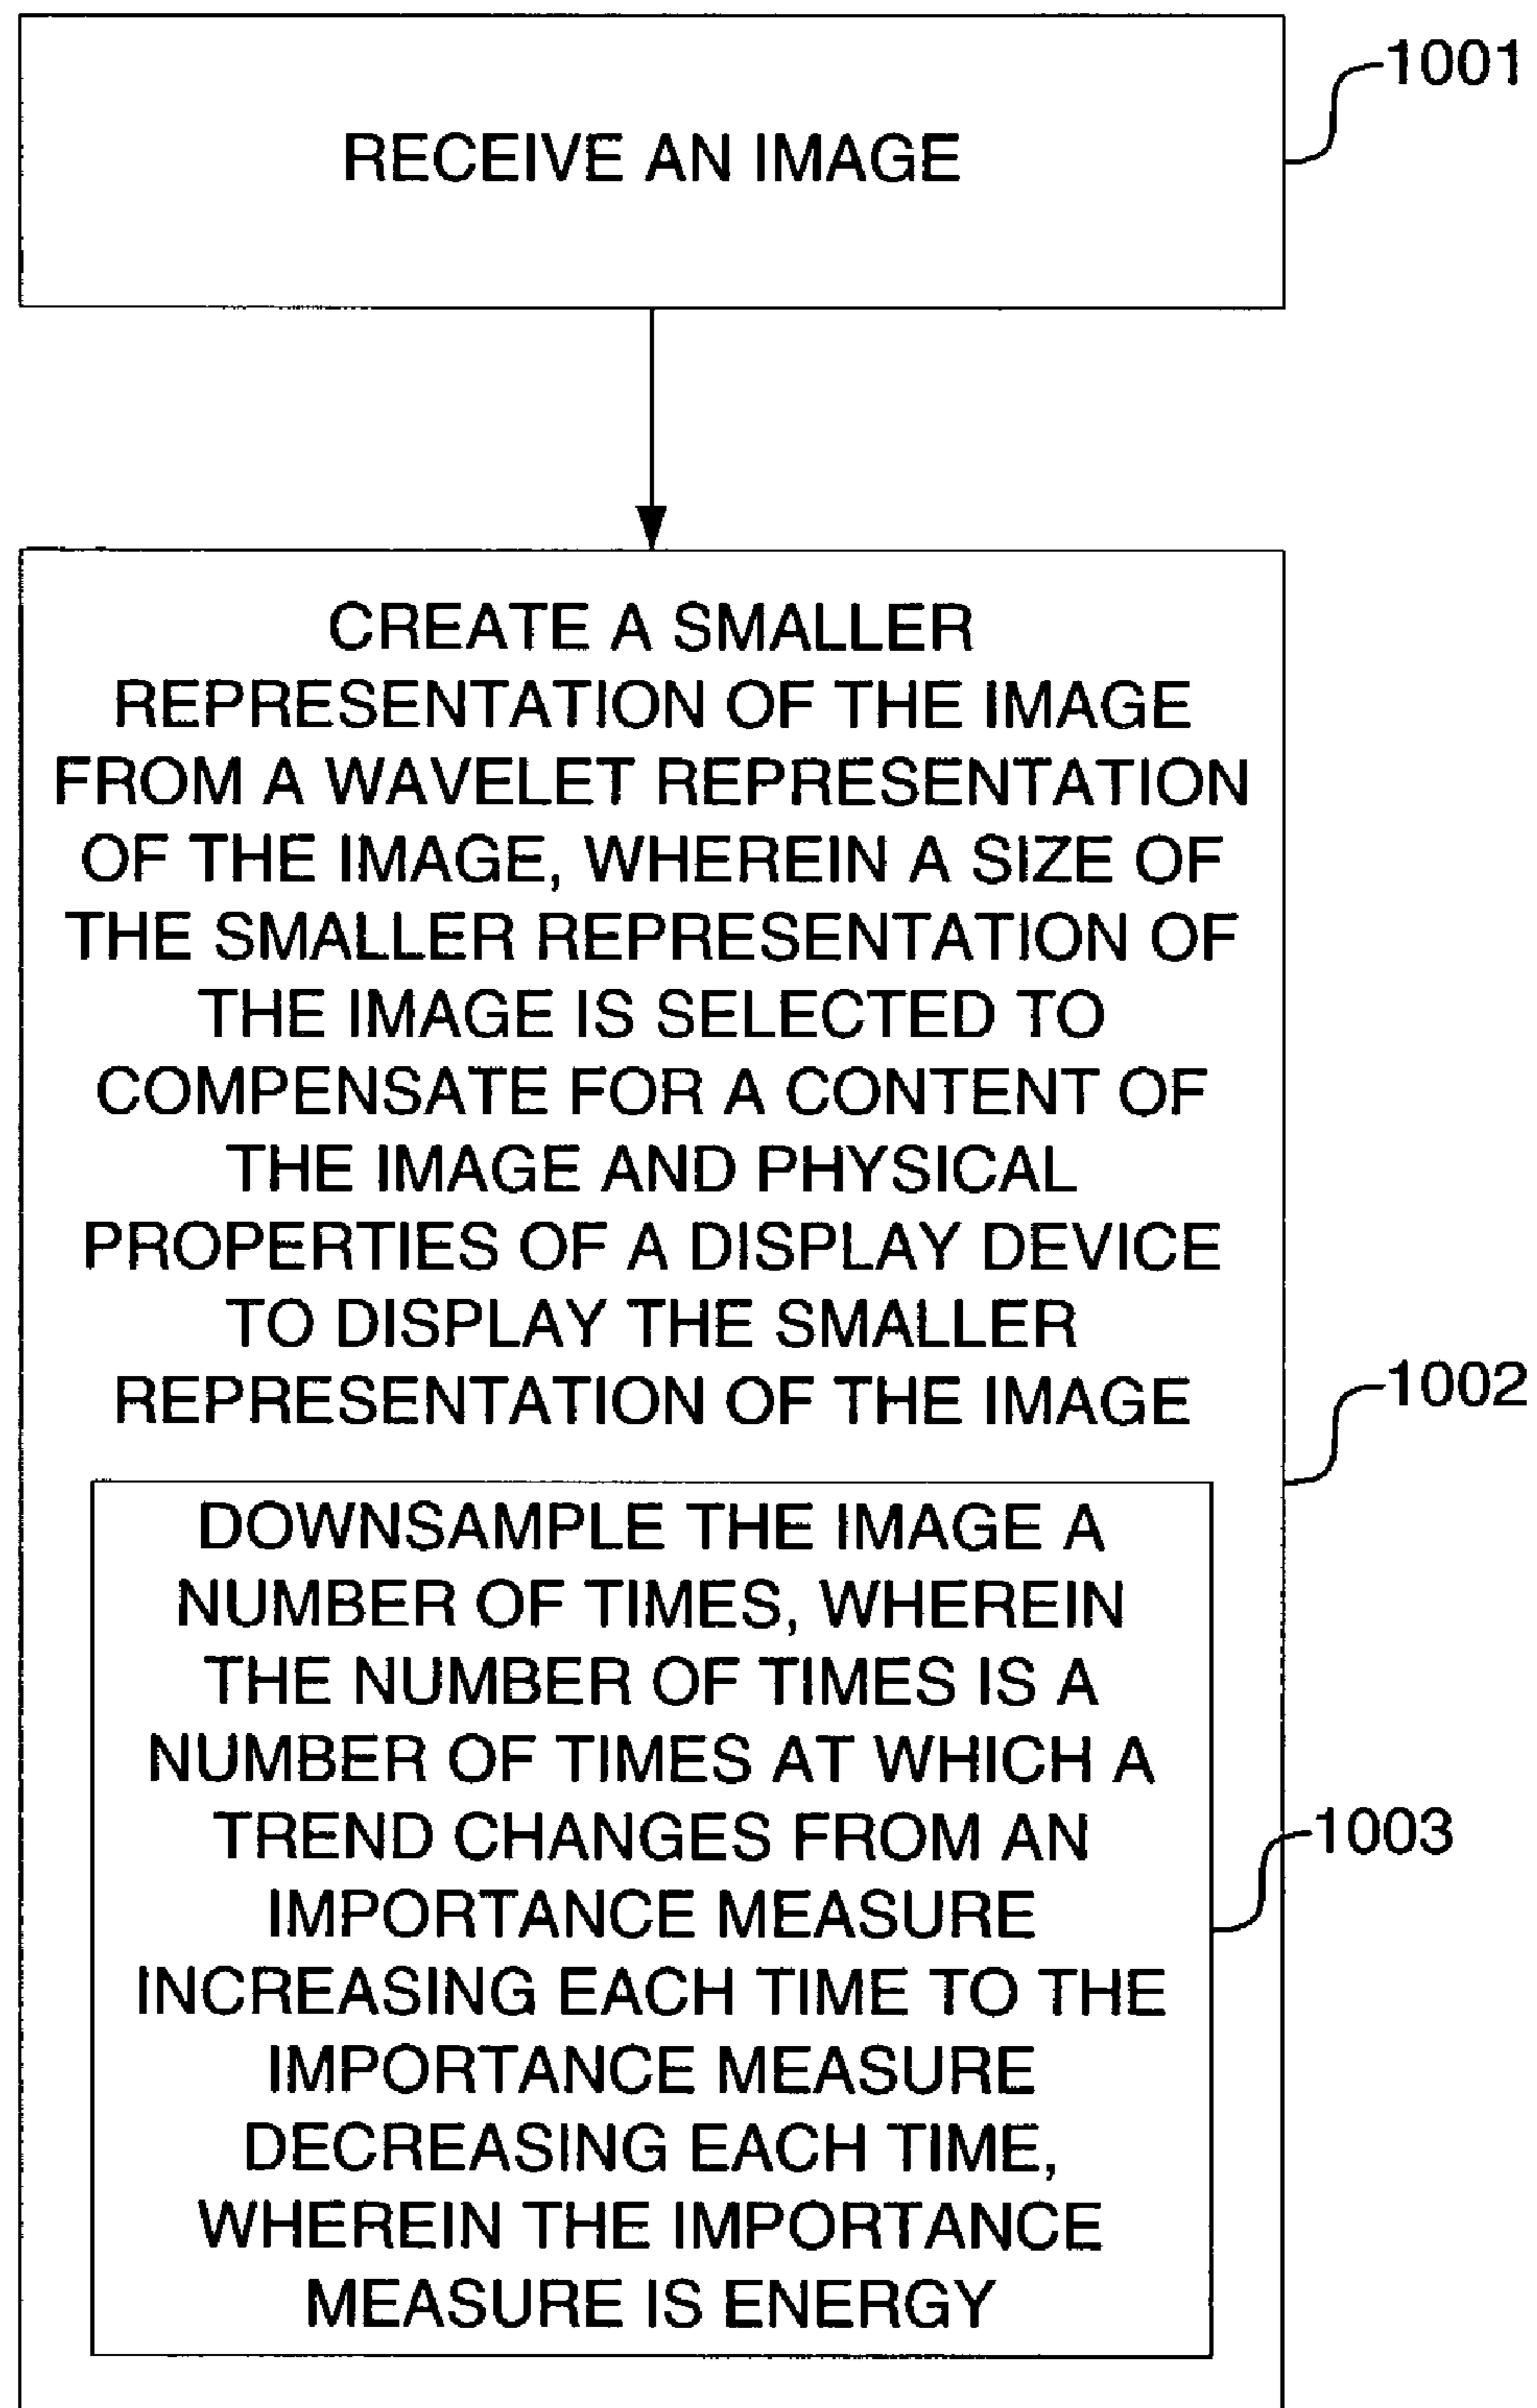 1001
RECEIVE AN IMAGE
CREATE A SMALLER
REPRESENTATION OF THE IMAGE
FROM A WAVELET REPRESENTATION
OF THE IMAGE, WHEREIN A SIZE OF
THE SMALLER REPRESENTATION OF
THE IMAGE IS SELECTED TO
COMPENSATE FOR A CONTENT OF
THE IMAGE AND PHYSICAL
PROPERTIES OF A DISPLAY DEVICE
TO DISPLAY THE SMALLER
REPRESENTATION OF THE IMAGE
1002
DOWNSAMPLE THE IMAGE A
NUMBER OF TIMES, WHEREIN
THE NUMBER OF TIMES IS A
NUMBER OF TIMES AT WHICH A
TREND CHANGES FROM AN
1003
IMPORTANCE MEASURE
INCREASING EACH TIME TO THE
IMPORTANCE MEASURE
DECREASING EACH TIME,
WHEREIN THE IMPORTANCE
MEASURE IS ENERGY